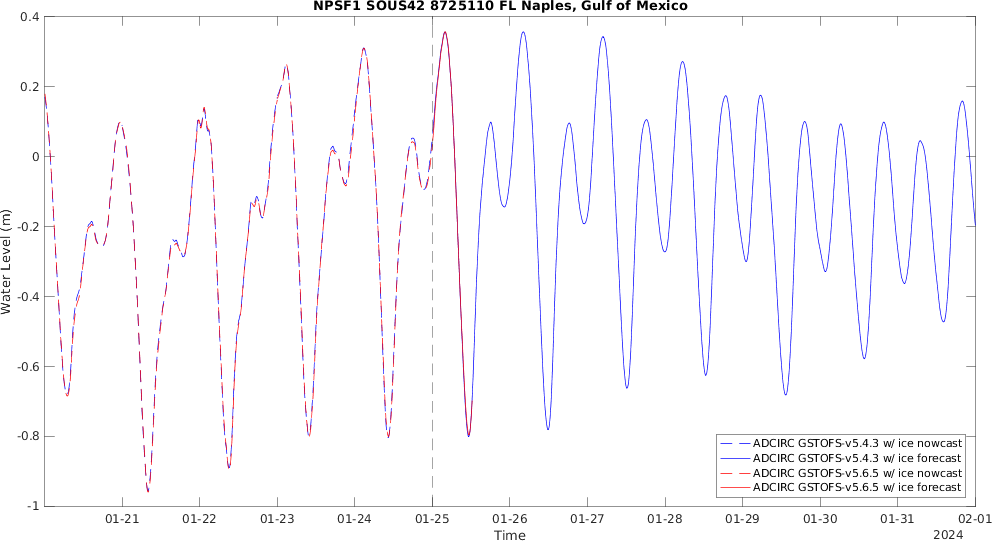 NPSF1 SOUS42 8725110 FL Naples, Gulf of Mexico
0.4
0.2
0
-0.2
-0.4
-0.6
-0.8
-1
Water Level (m)
01-21 01-22 01-23 01-24 01-25 01-26 01-27 01-28 01-29 01-30 01-31 02-01
Time
2024
ADCIRC GSTOFS-v5.4.3 w/ ice nowcast
ADCIRC GSTOFS-v5.4.3 w/ ice forecast
ADCIRC GSTOFS-v5.6.5 w/ ice nowcast
ADCIRC GSTOFS-v5.6.5 w/ ice forecast